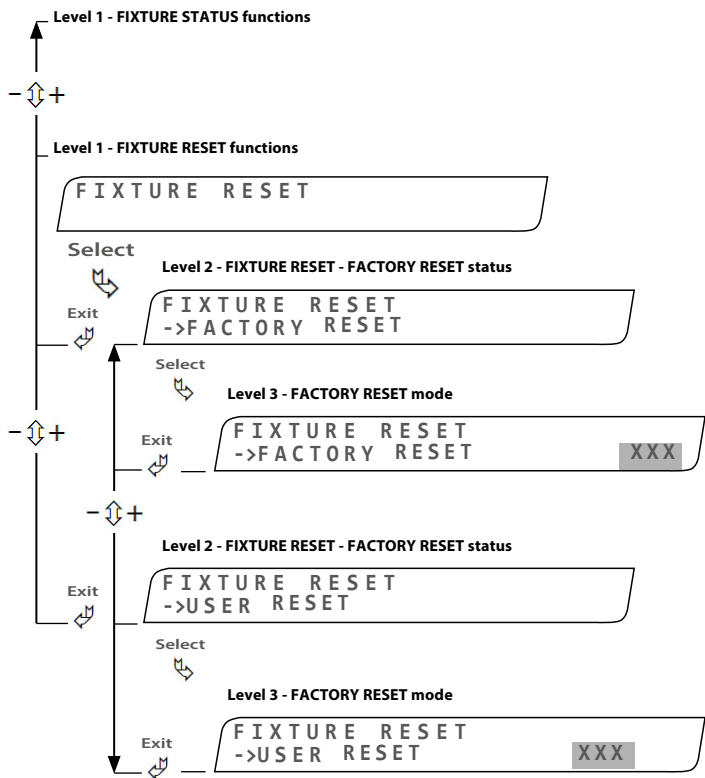 Level 1 - FIXTURE STATUS functions
- +
Level 1 - FIXTURE RESET functions
FIXTURE RESET
Select
Level 2 - FIXTURE RESET - FACTORY RESET status
Exit
FIXTURE RESET
->FACTORY RESET
Select
Level 3 - FACTORY RESET mode
- +
Exit
FIXTURE RESET
->FACTORY RESET XXX
- +
Level 2 - FIXTURE RESET - FACTORY RESET status
Exit
FIXTURE RESET
->USER RESET
Select
Level 3 - FACTORY RESET mode
Exit
FIXTURE RESET
->USER RESET XXX